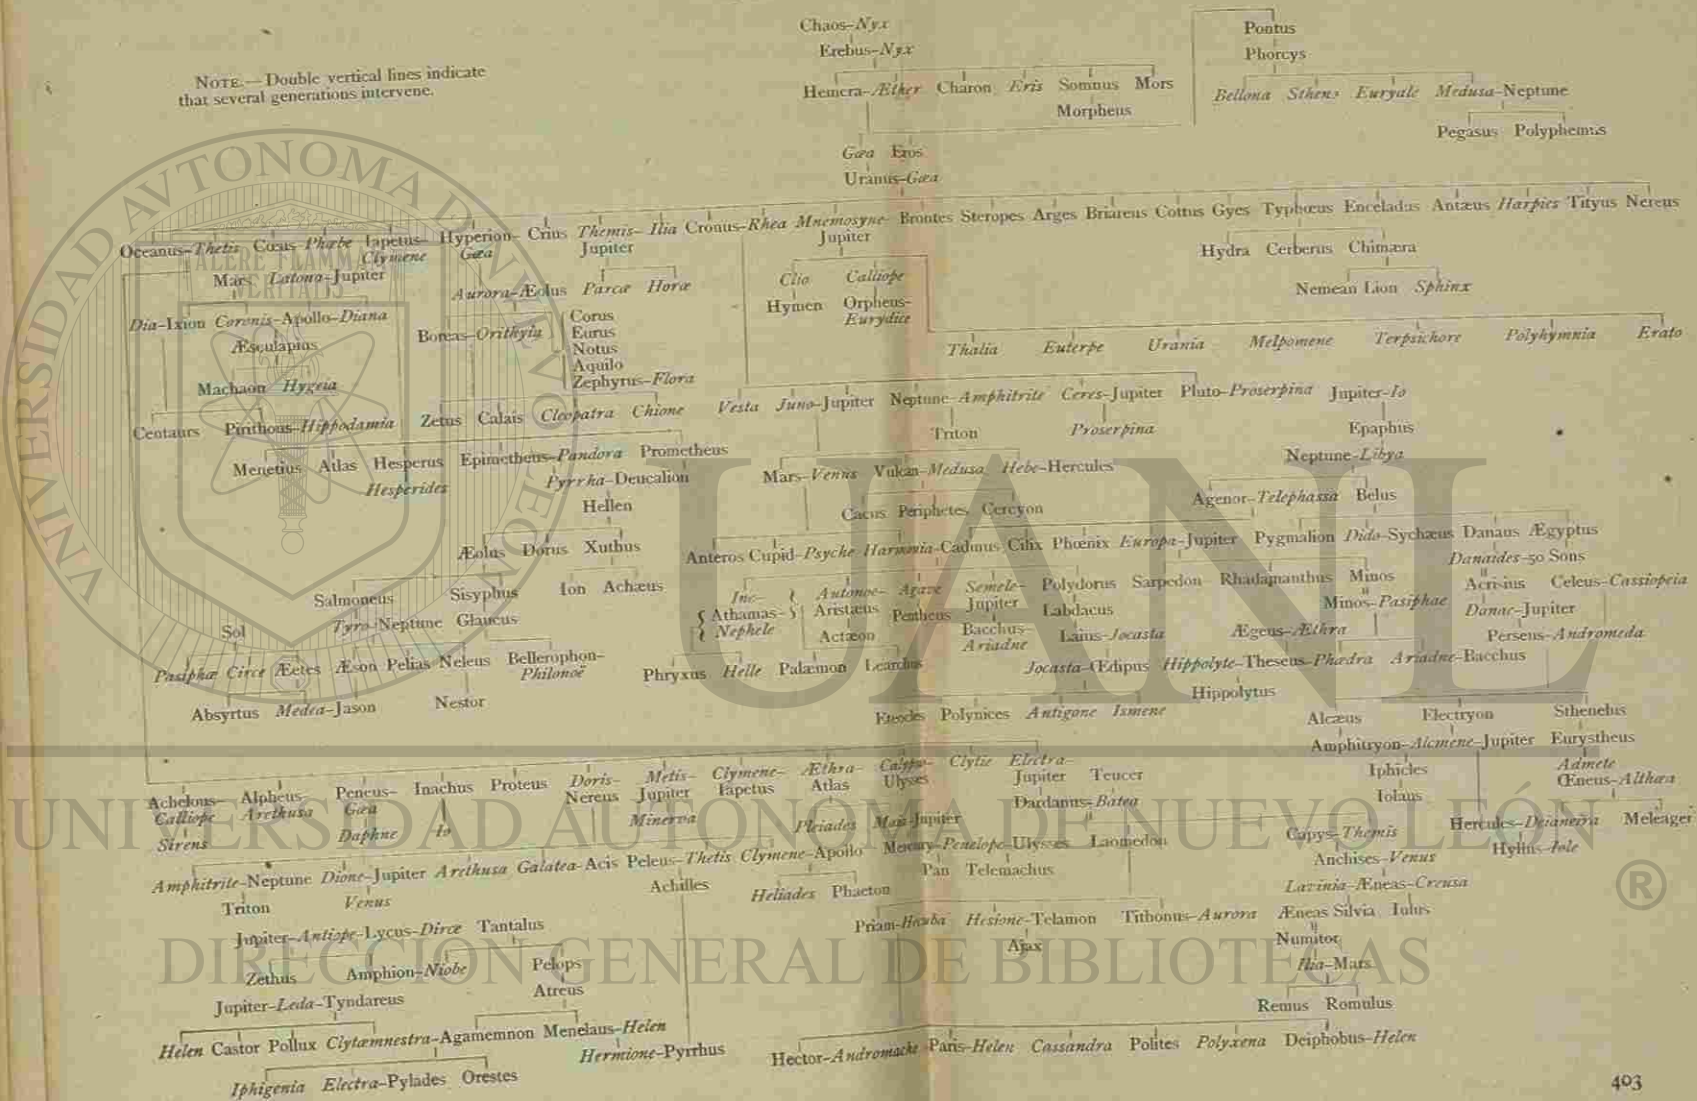 NOTE.—Double vertical lines indicate
that several generations intervene.
Chaos–Nyx
Erebus–Nyx
Hemera–Æther Charon Eris Somnus Mors
Morpheus
Pontus
Phorcys
Bellona Sthens Euryale Medusa–Neptune
Pegasus Polyphemus
Gæa Eros
Uranus–Gæa
Oceanus–Thetis Cœus–Phœbe Iapetus– Hyperion– Crius Themis– Ilia Cronus–Rhea Mnemosyne– Brontes Steropes Arges Briareus Cottus Gyes Typhœus Enceladus Antæus Harpies Tityus Nereus
Clymene Gæa Jupiter Jupiter
Hydra Cerberus Chimæra
Nemean Lion Sphinx
Mars Latona–Jupiter
Aurora–Æolus Parcæ Horæ
Clio Calliope
Hymen Orpheus–
Eurydice
Dia–Ixion Coronis–Apollo–Diana
Æsculapius
Machaon Hygeia
Boreas–Orithyia
Corus
Eurus
Notus
Aquilo
Zephyrus–Flora
Thalia Euterpe Urania Melpomene Terpsichore Polyhymnia Erato
Centaurs Pirithous–Hippodamia
Zetus Calais Cleopatra Chione
Vesta Juno–Jupiter Neptune–Amphitrite Ceres–Jupiter Pluto–Proserpina Jupiter–Io
Triton Proserpina Epaphus
Menetius Atlas Hesperus Epimetheus–Pandora Prometheus
Hesperides Pyrrha–Deucalion
Hellen
Mars–Venus Vulcan–Medusa Hebe–Hercules
Cacus Periphetes Cercyon
Neptune–Libya
Agenor–Telephassa Belus
Æolus Dorus Xuthus
Anteros Cupid–Psyche Harmonia–Cadmus Cilix Phœnix Europa–Jupiter Pygmalion Dido–Sychæus Danaus Ægyptus
Danaides–50 Sons
Salmoneus Sisyphus Ion Achæus
Tyro–Neptune Glaucus
Ino– Autonoe– Agave Semele– Polydorus Sarpedon Rhadamanthus Minos Acrisius Celeus–Cassiopeia
Athamas– Aristæus Pentheus Jupiter Labdacus Minos–Pasiphae Danae–Jupiter
Nephele Actæon Bacchus– Laius–Jocasta Ægeus–Æthra Perseus–Andromeda
Ariadne
Sol
Pasiphæ Circe Æetes Æson Pelias Neleus Bellerophon–
Philonoë
Phryxus Helle Palæmon Learchus
Jocasta–Œdipus Hippolyte–Theseus–Phædra Ariadne–Bacchus
Hippolytus
Absyrtus Medea–Jason Nestor
Eteocles Polynices Antigone Ismene
Alcæus Electryon Sthenelus
Amphitryon–Alcmene–Jupiter Eurystheus
Iphicles Admete
Iolaus Œneus–Althæa
Hercules–Deianeira Meleager
Hyllus–Iole
Achelous– Alpheus– Peneus– Inachus Proteus Doris– Metis– Clymene– Æthra– Calypso– Clytie Electra–
Calliope Arethusa Gæa Nereus Jupiter Iapetus Atlas Ulysses Jupiter Teucer
Sirens Daphne Io Minerva Pleiades Maia–Jupiter Dardanus–Batea
Amphitrite–Neptune Dione–Jupiter Arethusa Galatea–Acis Peleus–Thetis Clymene–Apollo Mercury–Penelope–Ulysses Laomedon
Triton Venus Achilles Heliades Phaeton Pan Telemachus
Capys–Themis
Anchises–Venus
Lavinia–Æneas–Creusa
Priam–Hecuba Hesione–Telamon Tithonus–Aurora Æneas Silvia Iulus
Ajax Numitor
Ilia–Mars
Remus Romulus
Jupiter–Antiope–Lycus–Dirce Tantalus
Zethus Amphion–Niobe Pelops
Jupiter–Leda–Tyndareus Atreus
Helen Castor Pollux Clytæmnestra–Agamemnon Menelaus–Helen
Hermione–Pyrrhus
Iphigenia Electra–Pylades Orestes
Hector–Andromache Paris–Helen Cassandra Polites Polyxena Deiphobus–Helen
403
UNIVERSIDAD AUTONOMA DE NUEVO LEON
ALERE FLAMMAM
VERITATIS
UANL
UNIVERSIDAD AUTÓNOMA DE NUEVO LEÓN
®
DIRECCIÓN GENERAL DE BIBLIOTECAS